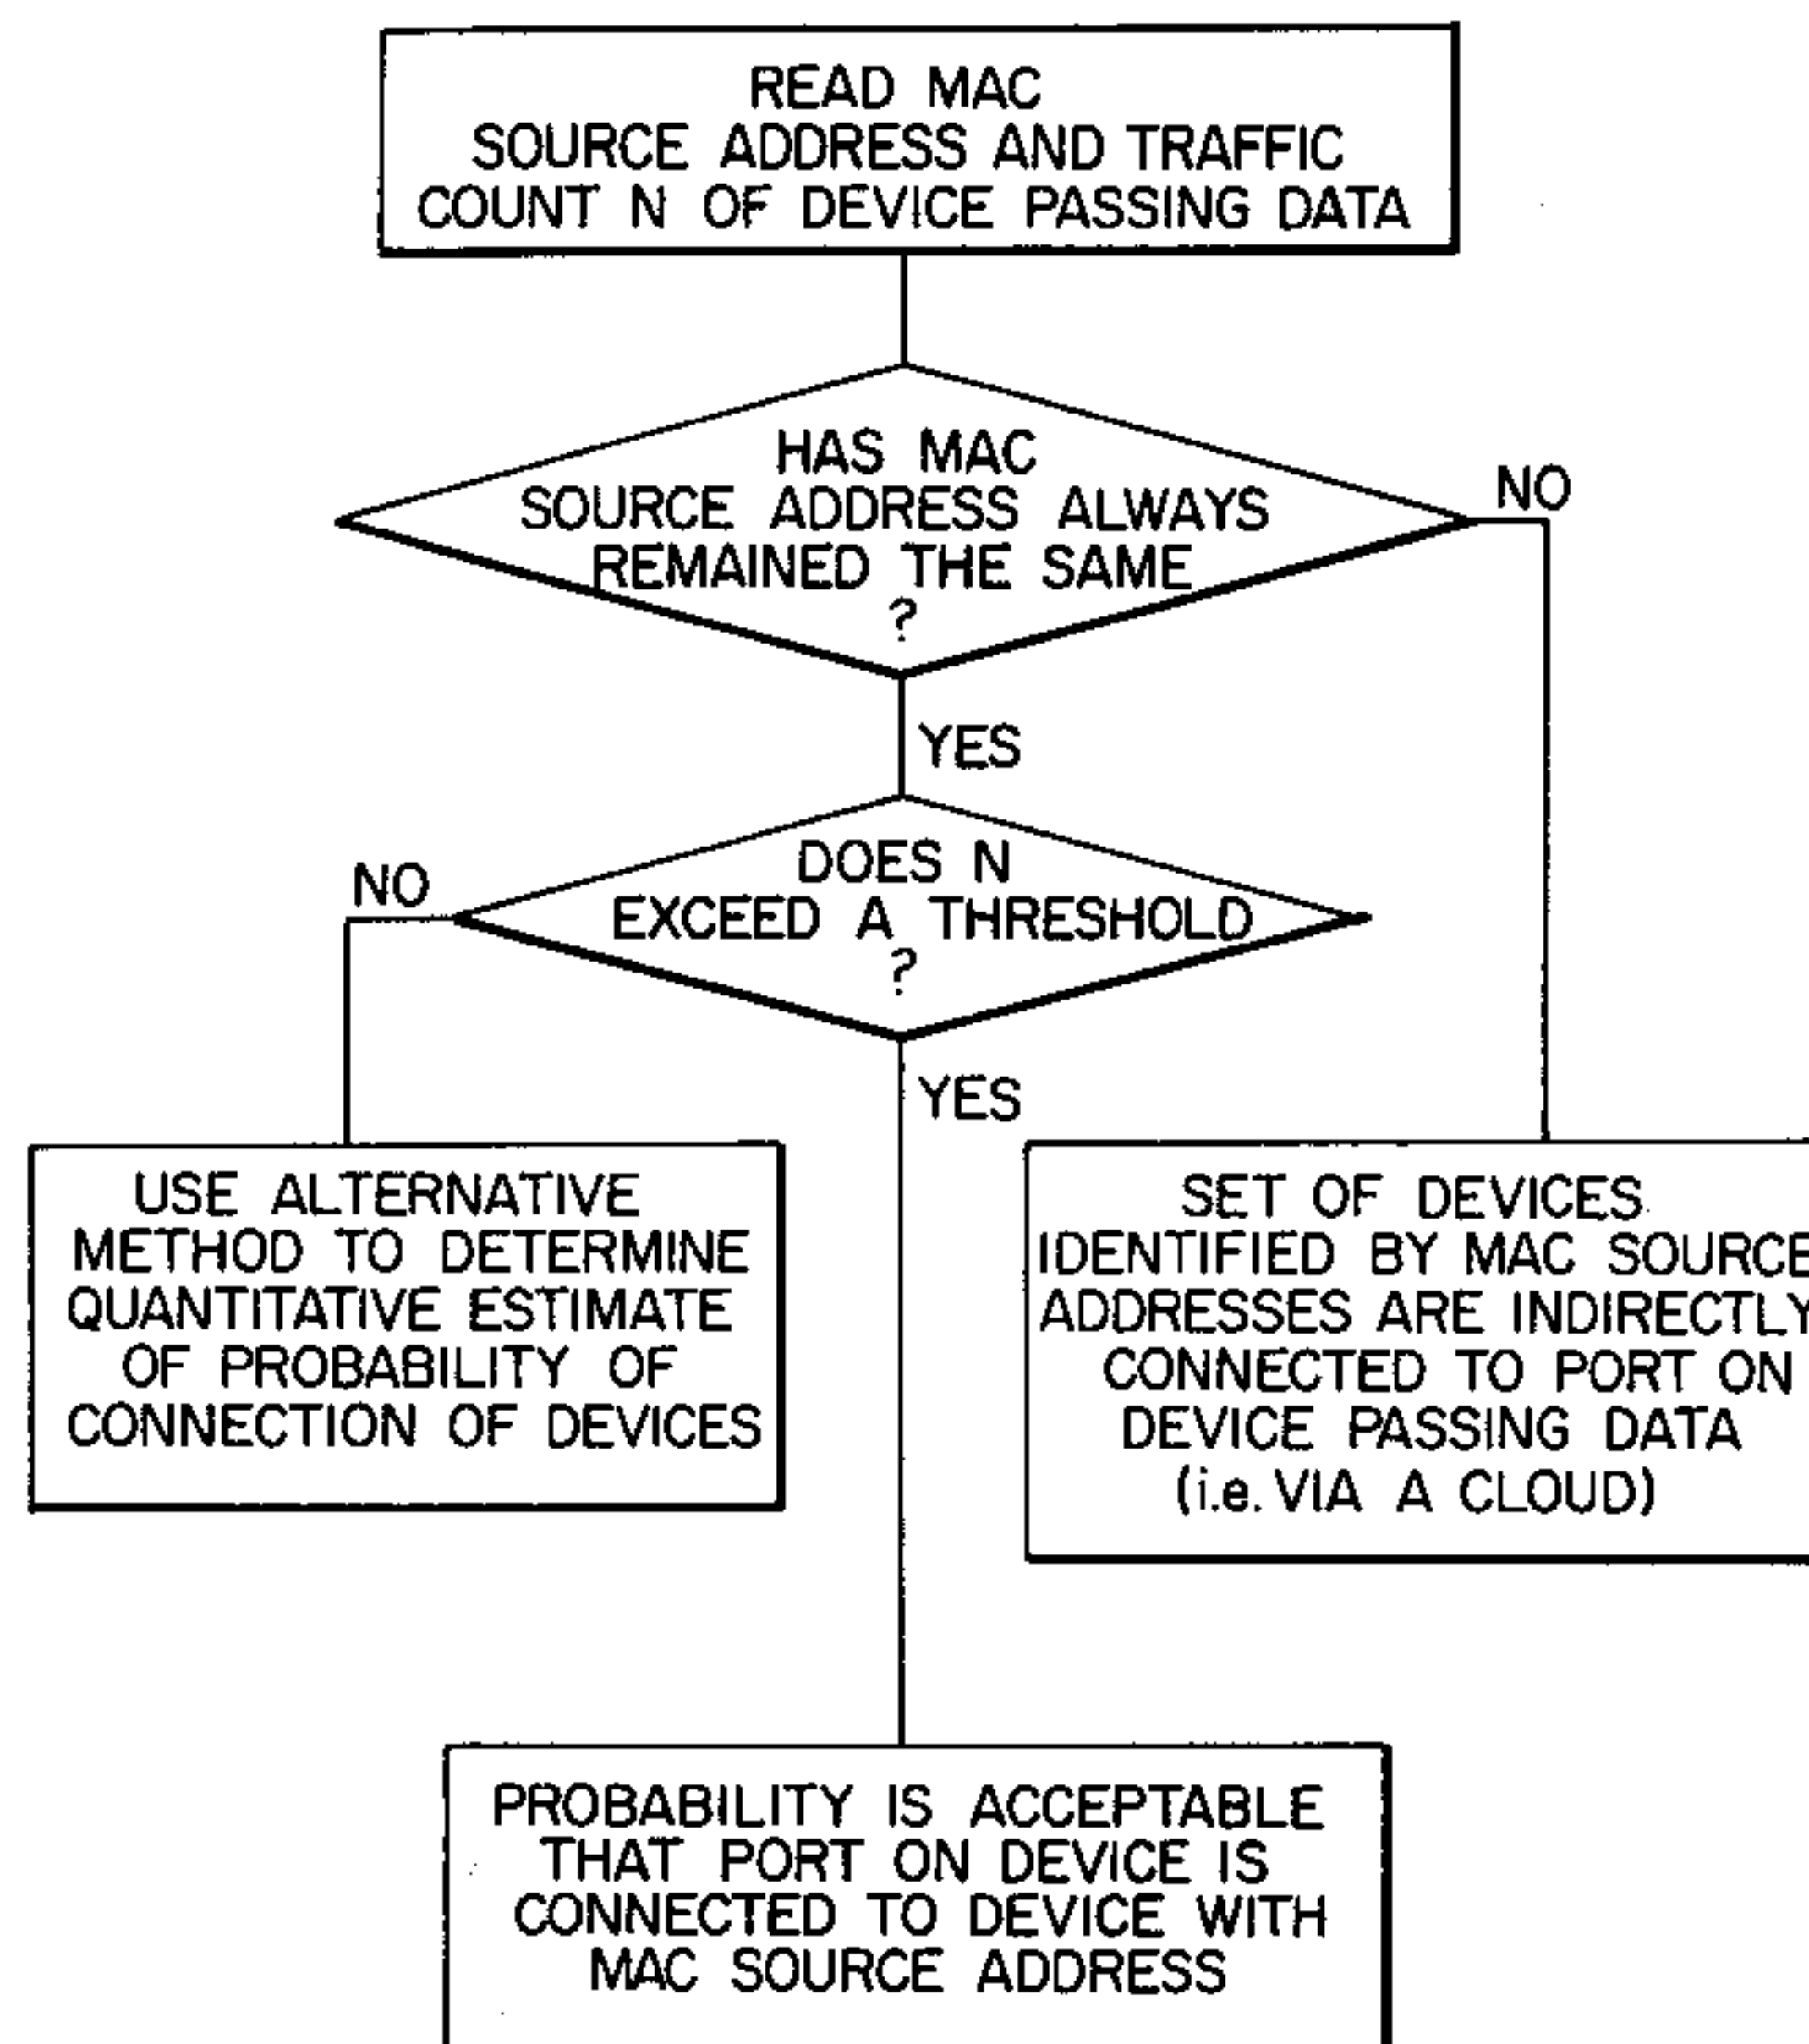 READ MAC
SOURCE ADDRESS AND TRAFFIC
COUNT N OF DEVICE PASSING DATA
HAS MAC
SOURCE ADDRESS ALWAYS
REMAINED THE SAME
?
NO
YES
DOES N
EXCEED A THRESHOLD
?
NO
YES
USE ALTERNATIVE
METHOD TO DETERMINE
QUANTITATIVE ESTIMATE
OF PROBABILITY OF
CONNECTION OF DEVICES
SET OF DEVICES
IDENTIFIED BY MAC SOURCE
ADDRESSES ARE INDIRECTLY
CONNECTED TO PORT ON
DEVICE PASSING DATA
(i.e. VIA A CLOUD)
PROBABILITY IS ACCEPTABLE
THAT PORT ON DEVICE IS
CONNECTED TO DEVICE WITH
MAC SOURCE ADDRESS